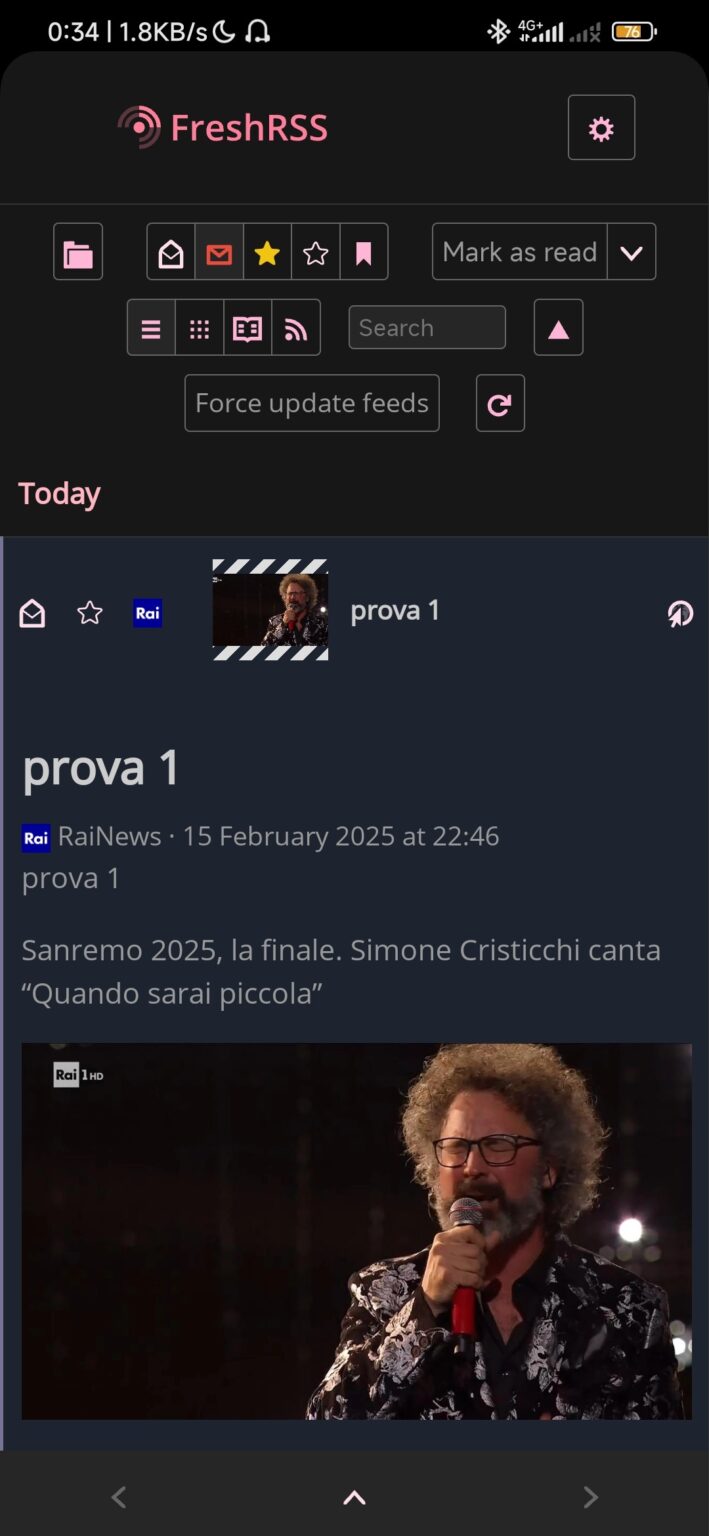 0:34 | 1.8KB/s 4G+ 76
FreshRSS
Mark as read
Search
Force update feeds
Today
Rai prova 1
prova 1
Rai RaiNews · 15 February 2025 at 22:46
prova 1
Sanremo 2025, la finale. Simone Cristicchi canta
“Quando sarai piccola”
Rai 1 HD